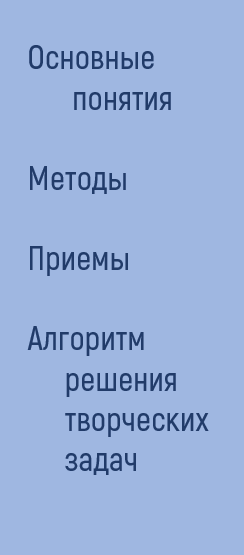 Основные
понятия
Методы
Приемы
Алгоритм
решения
творческих
задач